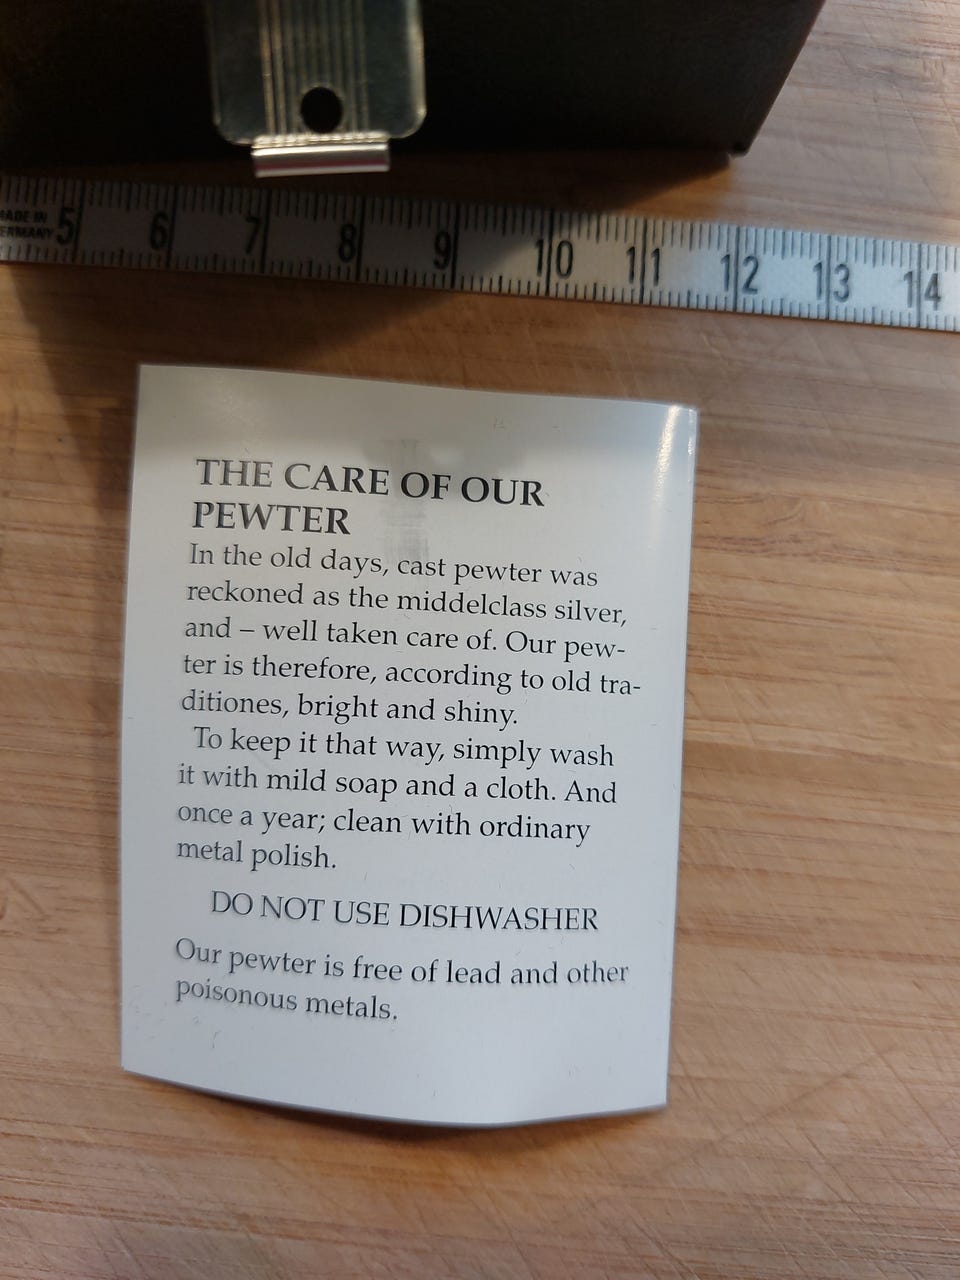 MADE IN
GERMANY 5 6 7 8 9 10 11 12 13 14
THE CARE OF OUR
PEWTER
In the old days, cast pewter was
reckoned as the middelclass silver,
and – well taken care of. Our pew-
ter is therefore, according to old tra-
ditiones, bright and shiny.
To keep it that way, simply wash
it with mild soap and a cloth. And
once a year; clean with ordinary
metal polish.
DO NOT USE DISHWASHER
Our pewter is free of lead and other
poisonous metals.